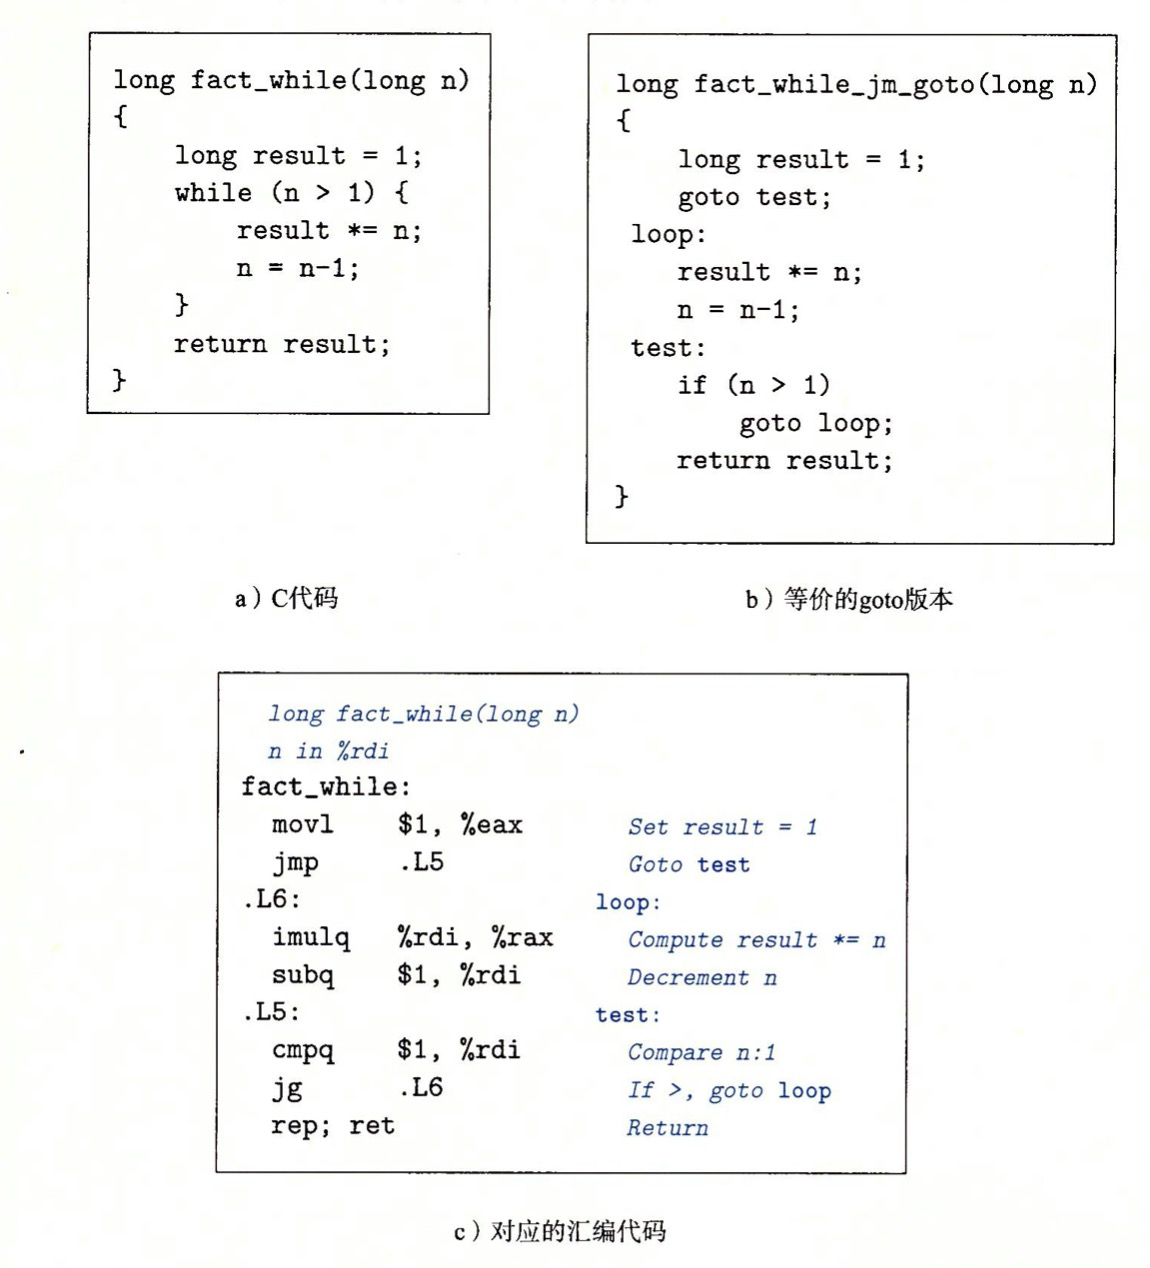 long fact_while(long n)
{
    long result = 1;
    while (n > 1) {
        result *= n;
        n = n-1;
    }
    return result;
}
a）C代码
long fact_while_jm_goto(long n)
{
    long result = 1;
    goto test;
 loop:
    result *= n;
    n = n-1;
 test:
    if (n > 1)
        goto loop;
    return result;
}
b）等价的goto版本
long fact_while(long n)
n in %rdi
fact_while:
movl $1, %eax Set result = 1
jmp .L5 Goto test
.L6: loop:
imulq %rdi, %rax Compute result *= n
subq $1, %rdi Decrement n
.L5: test:
cmpq $1, %rdi Compare n:1
jg .L6 If >, goto loop
rep; ret Return
c）对应的汇编代码